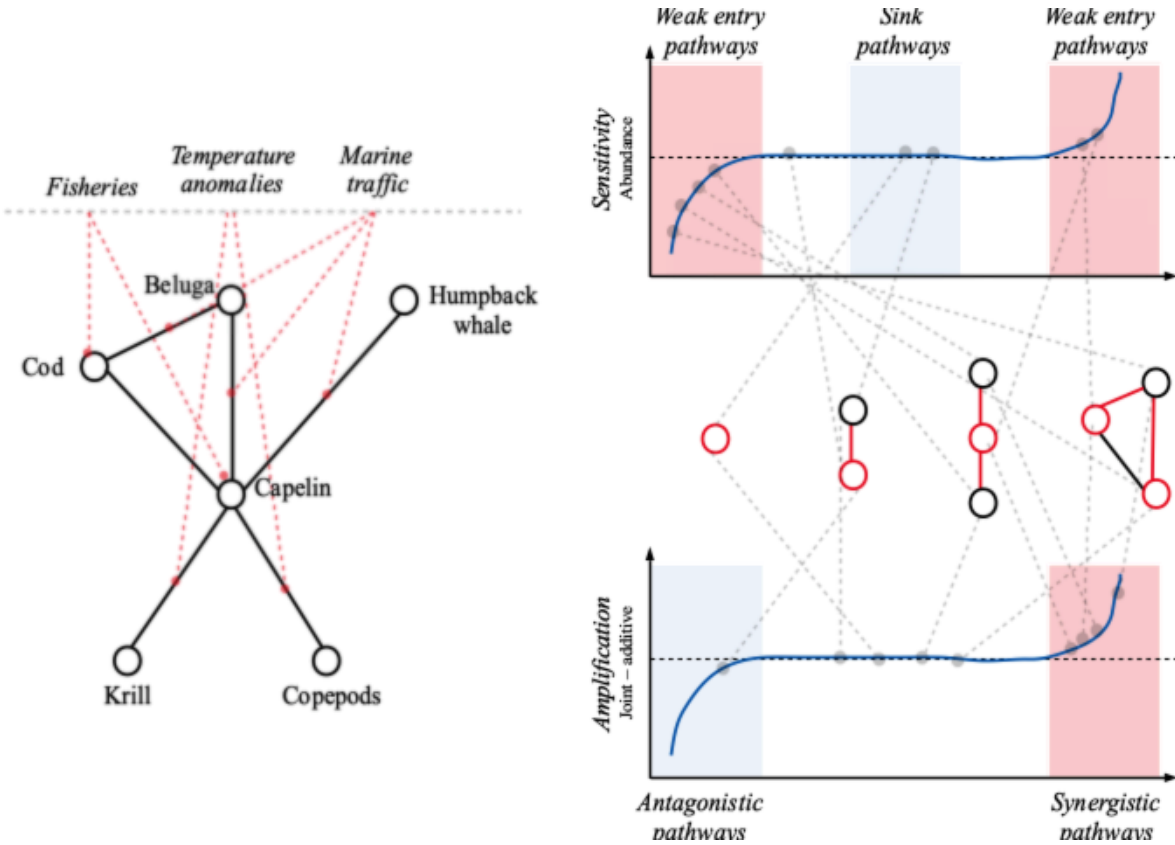 Fisheries
Temperature
anomalies
Marine
traffic
Beluga
Humpback
whale
Cod
Capelin
Krill
Copepods
Weak entry
pathways
Sink
pathways
Weak entry
pathways
Sensitivity
Abundance
Amplification
Joint – additive
Antagonistic
pathways
Synergistic
pathways